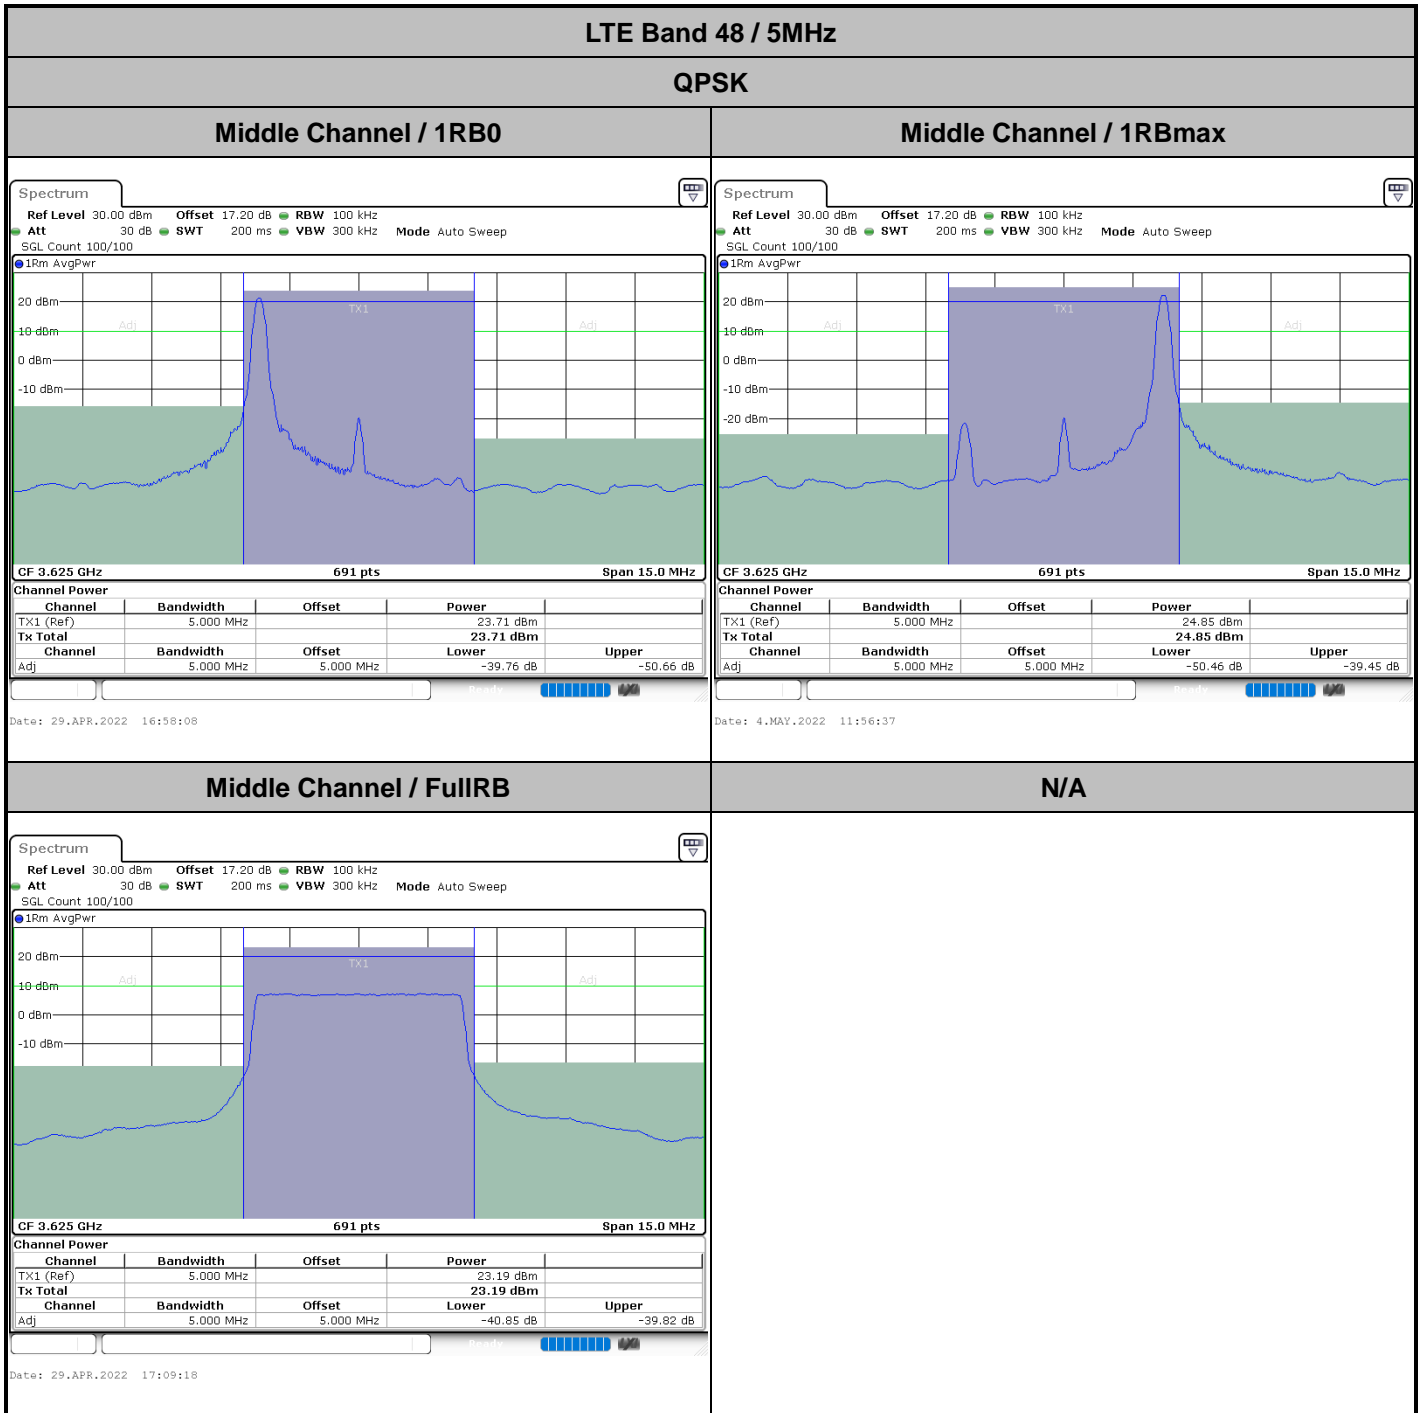 LTE Band 48 / 5MHz
QPSK
Middle Channel / 1RB0
Middle Channel / 1RBmax
Spectrum
Ref Level 30.00 dBm Offset 17.20 dB RBW 100 kHz
Att 30 dB SWT 200 ms VBW 300 kHz Mode Auto Sweep
SGL Count 100/100
1Rm AvgPwr
TX1
20 dBm
Adj
Adj
10 dBm
0 dBm
-10 dBm
CF 3.625 GHz 691 pts Span 15.0 MHz
Channel Power
Channel Bandwidth Offset Power
TX1 (Ref) 5.000 MHz 23.71 dBm
Tx Total 23.71 dBm
Channel Bandwidth Offset Lower Upper
Adj 5.000 MHz 5.000 MHz -39.76 dB -50.66 dB
Ready
Date: 29.APR.2022 16:58:08
Spectrum
Ref Level 30.00 dBm Offset 17.20 dB RBW 100 kHz
Att 30 dB SWT 200 ms VBW 300 kHz Mode Auto Sweep
SGL Count 100/100
1Rm AvgPwr
20 dBm
TX1
Adj
Adj
10 dBm
0 dBm
-10 dBm
-20 dBm
CF 3.625 GHz 691 pts Span 15.0 MHz
Channel Power
Channel Bandwidth Offset Power
TX1 (Ref) 5.000 MHz 24.85 dBm
Tx Total 24.85 dBm
Channel Bandwidth Offset Lower Upper
Adj 5.000 MHz 5.000 MHz -50.46 dB -39.45 dB
Ready
Date: 4.MAY.2022 11:56:37
Middle Channel / FullRB
N/A
Spectrum
Ref Level 30.00 dBm Offset 17.20 dB RBW 100 kHz
Att 30 dB SWT 200 ms VBW 300 kHz Mode Auto Sweep
SGL Count 100/100
1Rm AvgPwr
20 dBm
TX1
Adj
Adj
10 dBm
0 dBm
-10 dBm
CF 3.625 GHz 691 pts Span 15.0 MHz
Channel Power
Channel Bandwidth Offset Power
TX1 (Ref) 5.000 MHz 23.19 dBm
Tx Total 23.19 dBm
Channel Bandwidth Offset Lower Upper
Adj 5.000 MHz 5.000 MHz -40.85 dB -39.82 dB
Ready
Date: 29.APR.2022 17:09:18